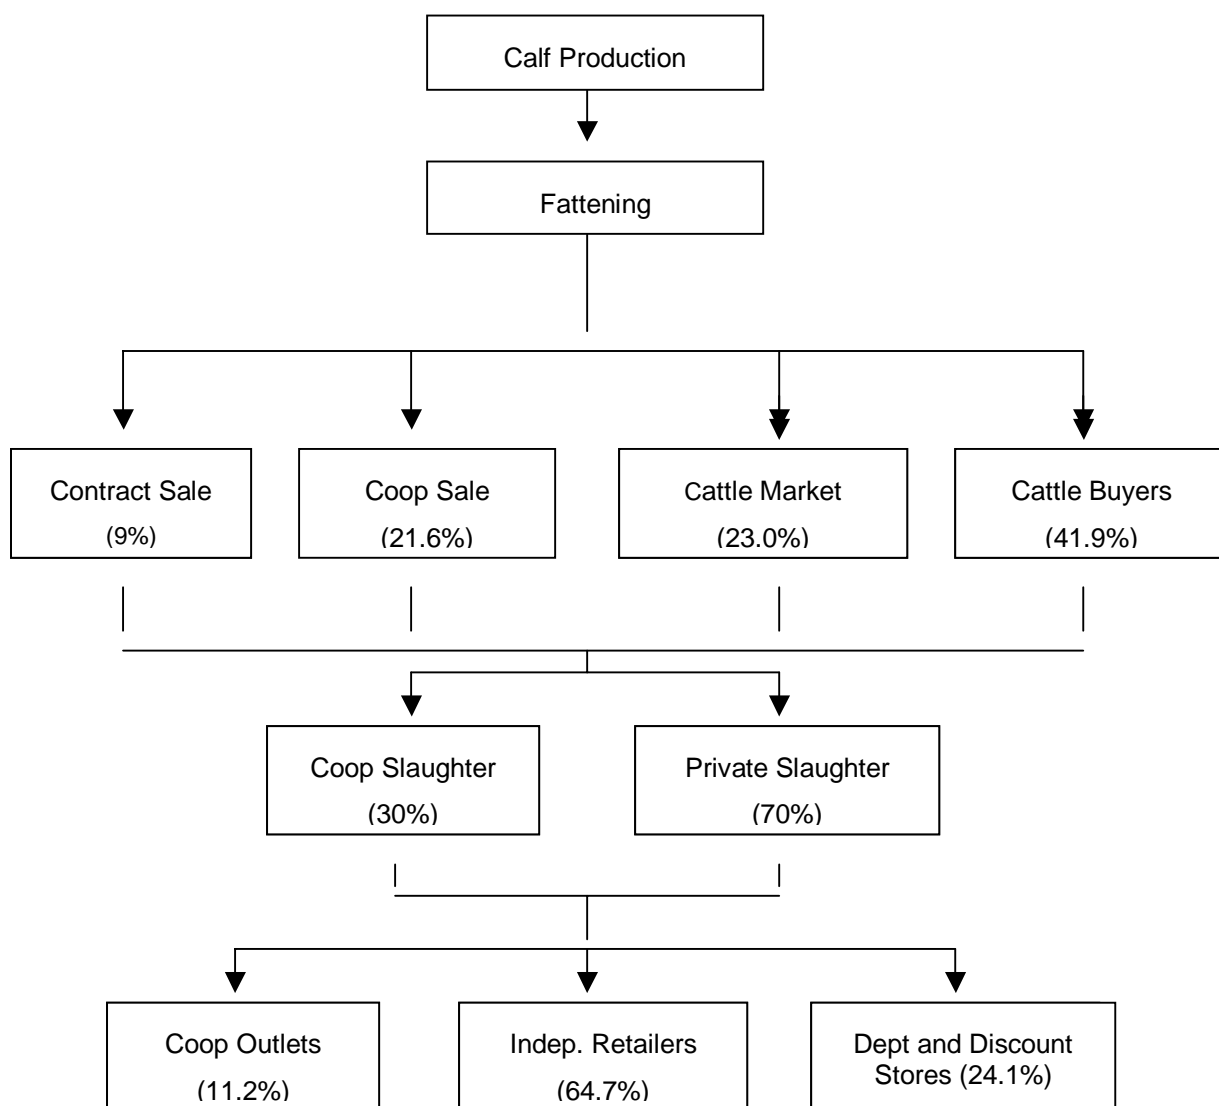 Calf Production
Fattening
Contract Sale
(9%)
Coop Sale
(21.6%)
Cattle Market
(23.0%)
Cattle Buyers
(41.9%)
Coop Slaughter
(30%)
Private Slaughter
(70%)
Coop Outlets
(11.2%)
Indep. Retailers
(64.7%)
Dept and Discount
Stores (24.1%)